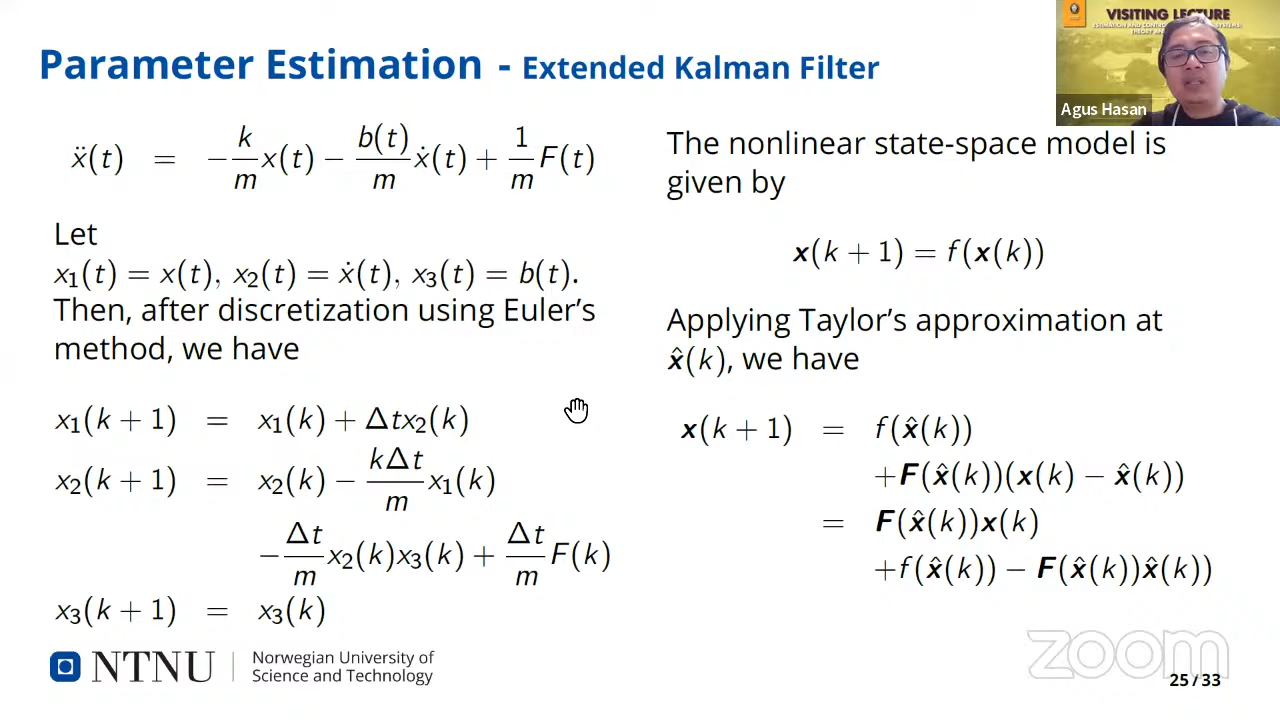 VISITING LECTURE
Agus Hasan
Parameter Estimation - Extended Kalman Filter
ẍ(t) = −k/m x(t) − b(t)/m ẋ(t) + 1/m F(t)
Let
x₁(t) = x(t), x₂(t) = ẋ(t), x₃(t) = b(t).
Then, after discretization using Euler's
method, we have
x₁(k + 1) = x₁(k) + Δtx₂(k)
x₂(k + 1) = x₂(k) − kΔt/m x₁(k)
−Δt/m x₂(k)x₃(k) + Δt/m F(k)
x₃(k + 1) = x₃(k)
The nonlinear state-space model is
given by
x(k + 1) = f(x(k))
Applying Taylor's approximation at
x̂(k), we have
x(k + 1) = f(x̂(k))
+F(x̂(k))(x(k) − x̂(k))
= F(x̂(k))x(k)
+f(x̂(k)) − F(x̂(k))x̂(k))
NTNU
Norwegian University of
Science and Technology
zoom
25 / 33